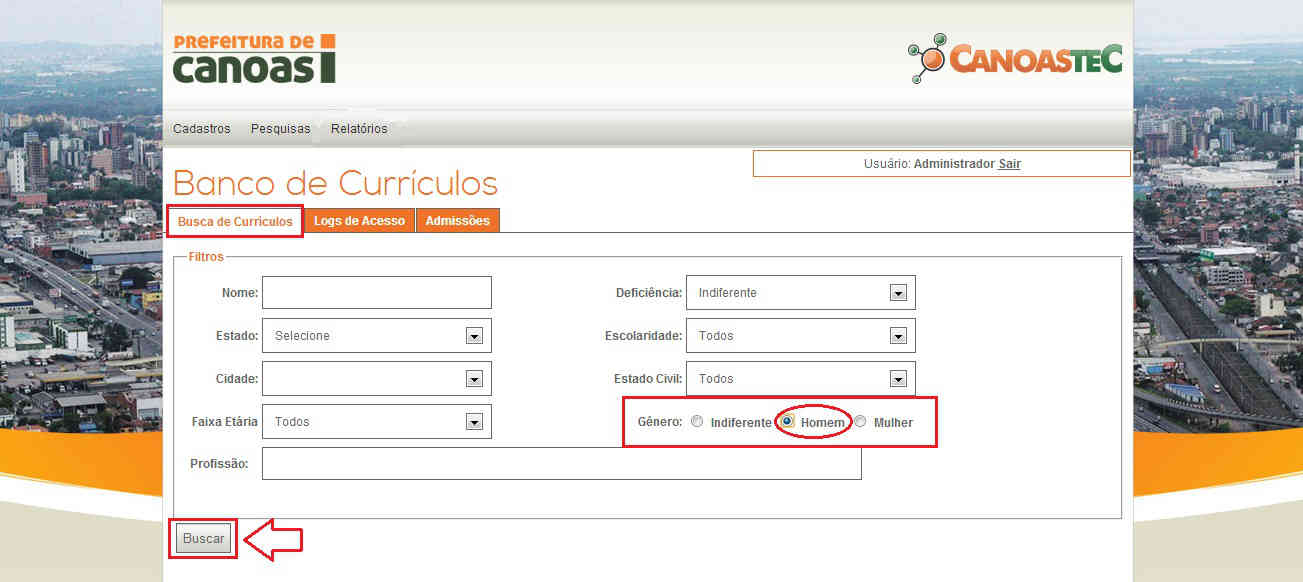 PREFEITURA DE
canoas
CANOASTEC
Cadastros Pesquisas Relatórios
Usuário: Administrador Sair
Banco de Currículos
Busca de Currículos Logs de Acesso Admissões
Filtros
Nome: Deficiência: Indiferente
Estado: Selecione Escolaridade: Todos
Cidade: Estado Civil: Todos
Faixa Etária Todos Gênero: Indiferente Homem Mulher
Profissão:
Buscar